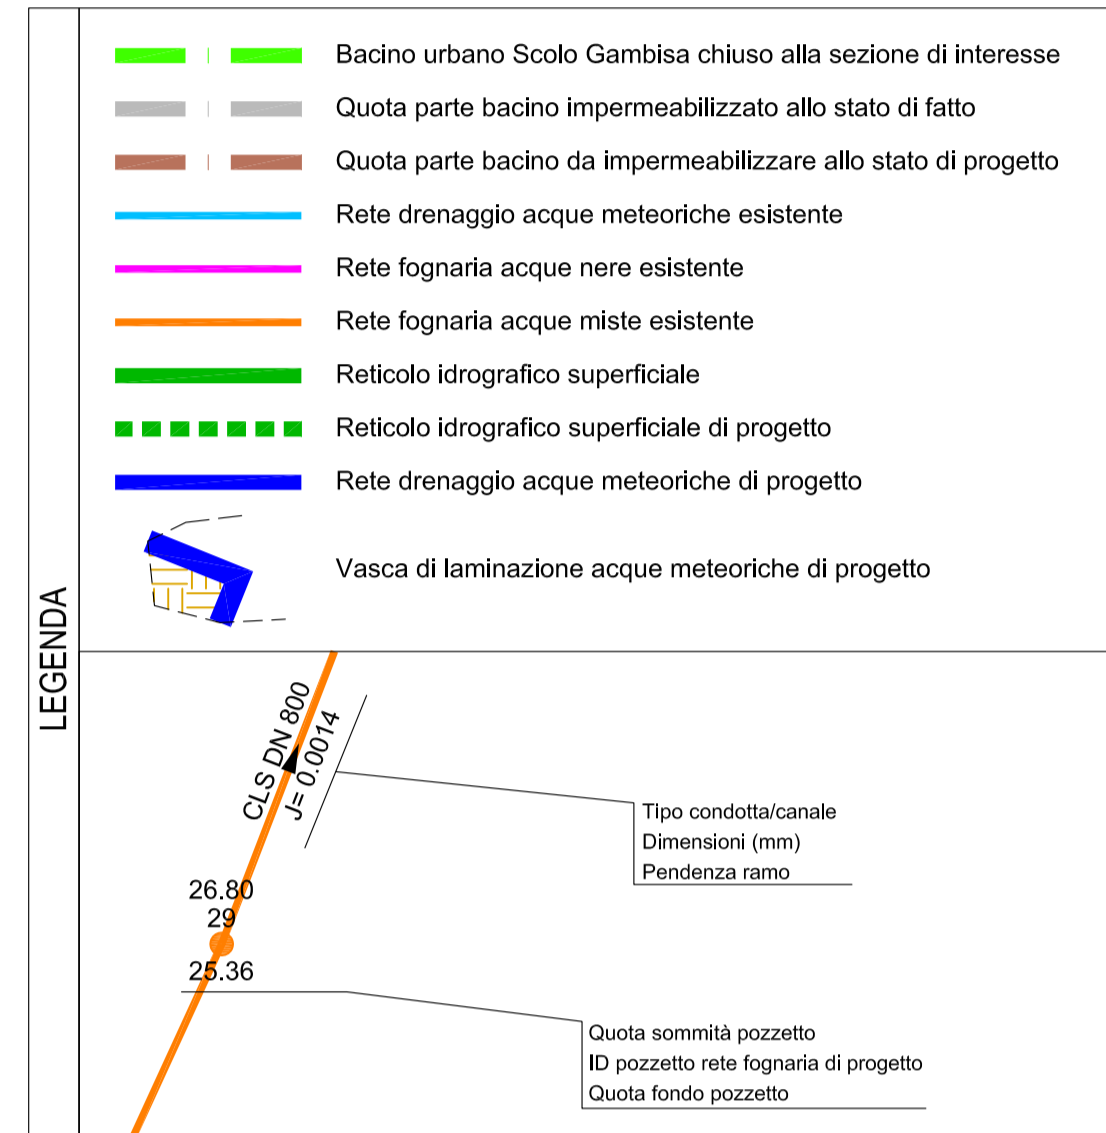 LEGENDA
Bacino urbano Scolo Gambisa chiuso alla sezione di interesse
Quota parte bacino impermeabilizzato allo stato di fatto
Quota parte bacino da impermeabilizzare allo stato di progetto
Rete drenaggio acque meteoriche esistente
Rete fognaria acque nere esistente
Rete fognaria acque miste esistente
Reticolo idrografico superficiale
Reticolo idrografico superficiale di progetto
Rete drenaggio acque meteoriche di progetto
Vasca di laminazione acque meteoriche di progetto
CLS DN 800
J= 0.0014
Tipo condotta/canale
Dimensioni (mm)
Pendenza ramo
26.80
29
25.36
Quota sommità pozzetto
ID pozzetto rete fognaria di progetto
Quota fondo pozzetto